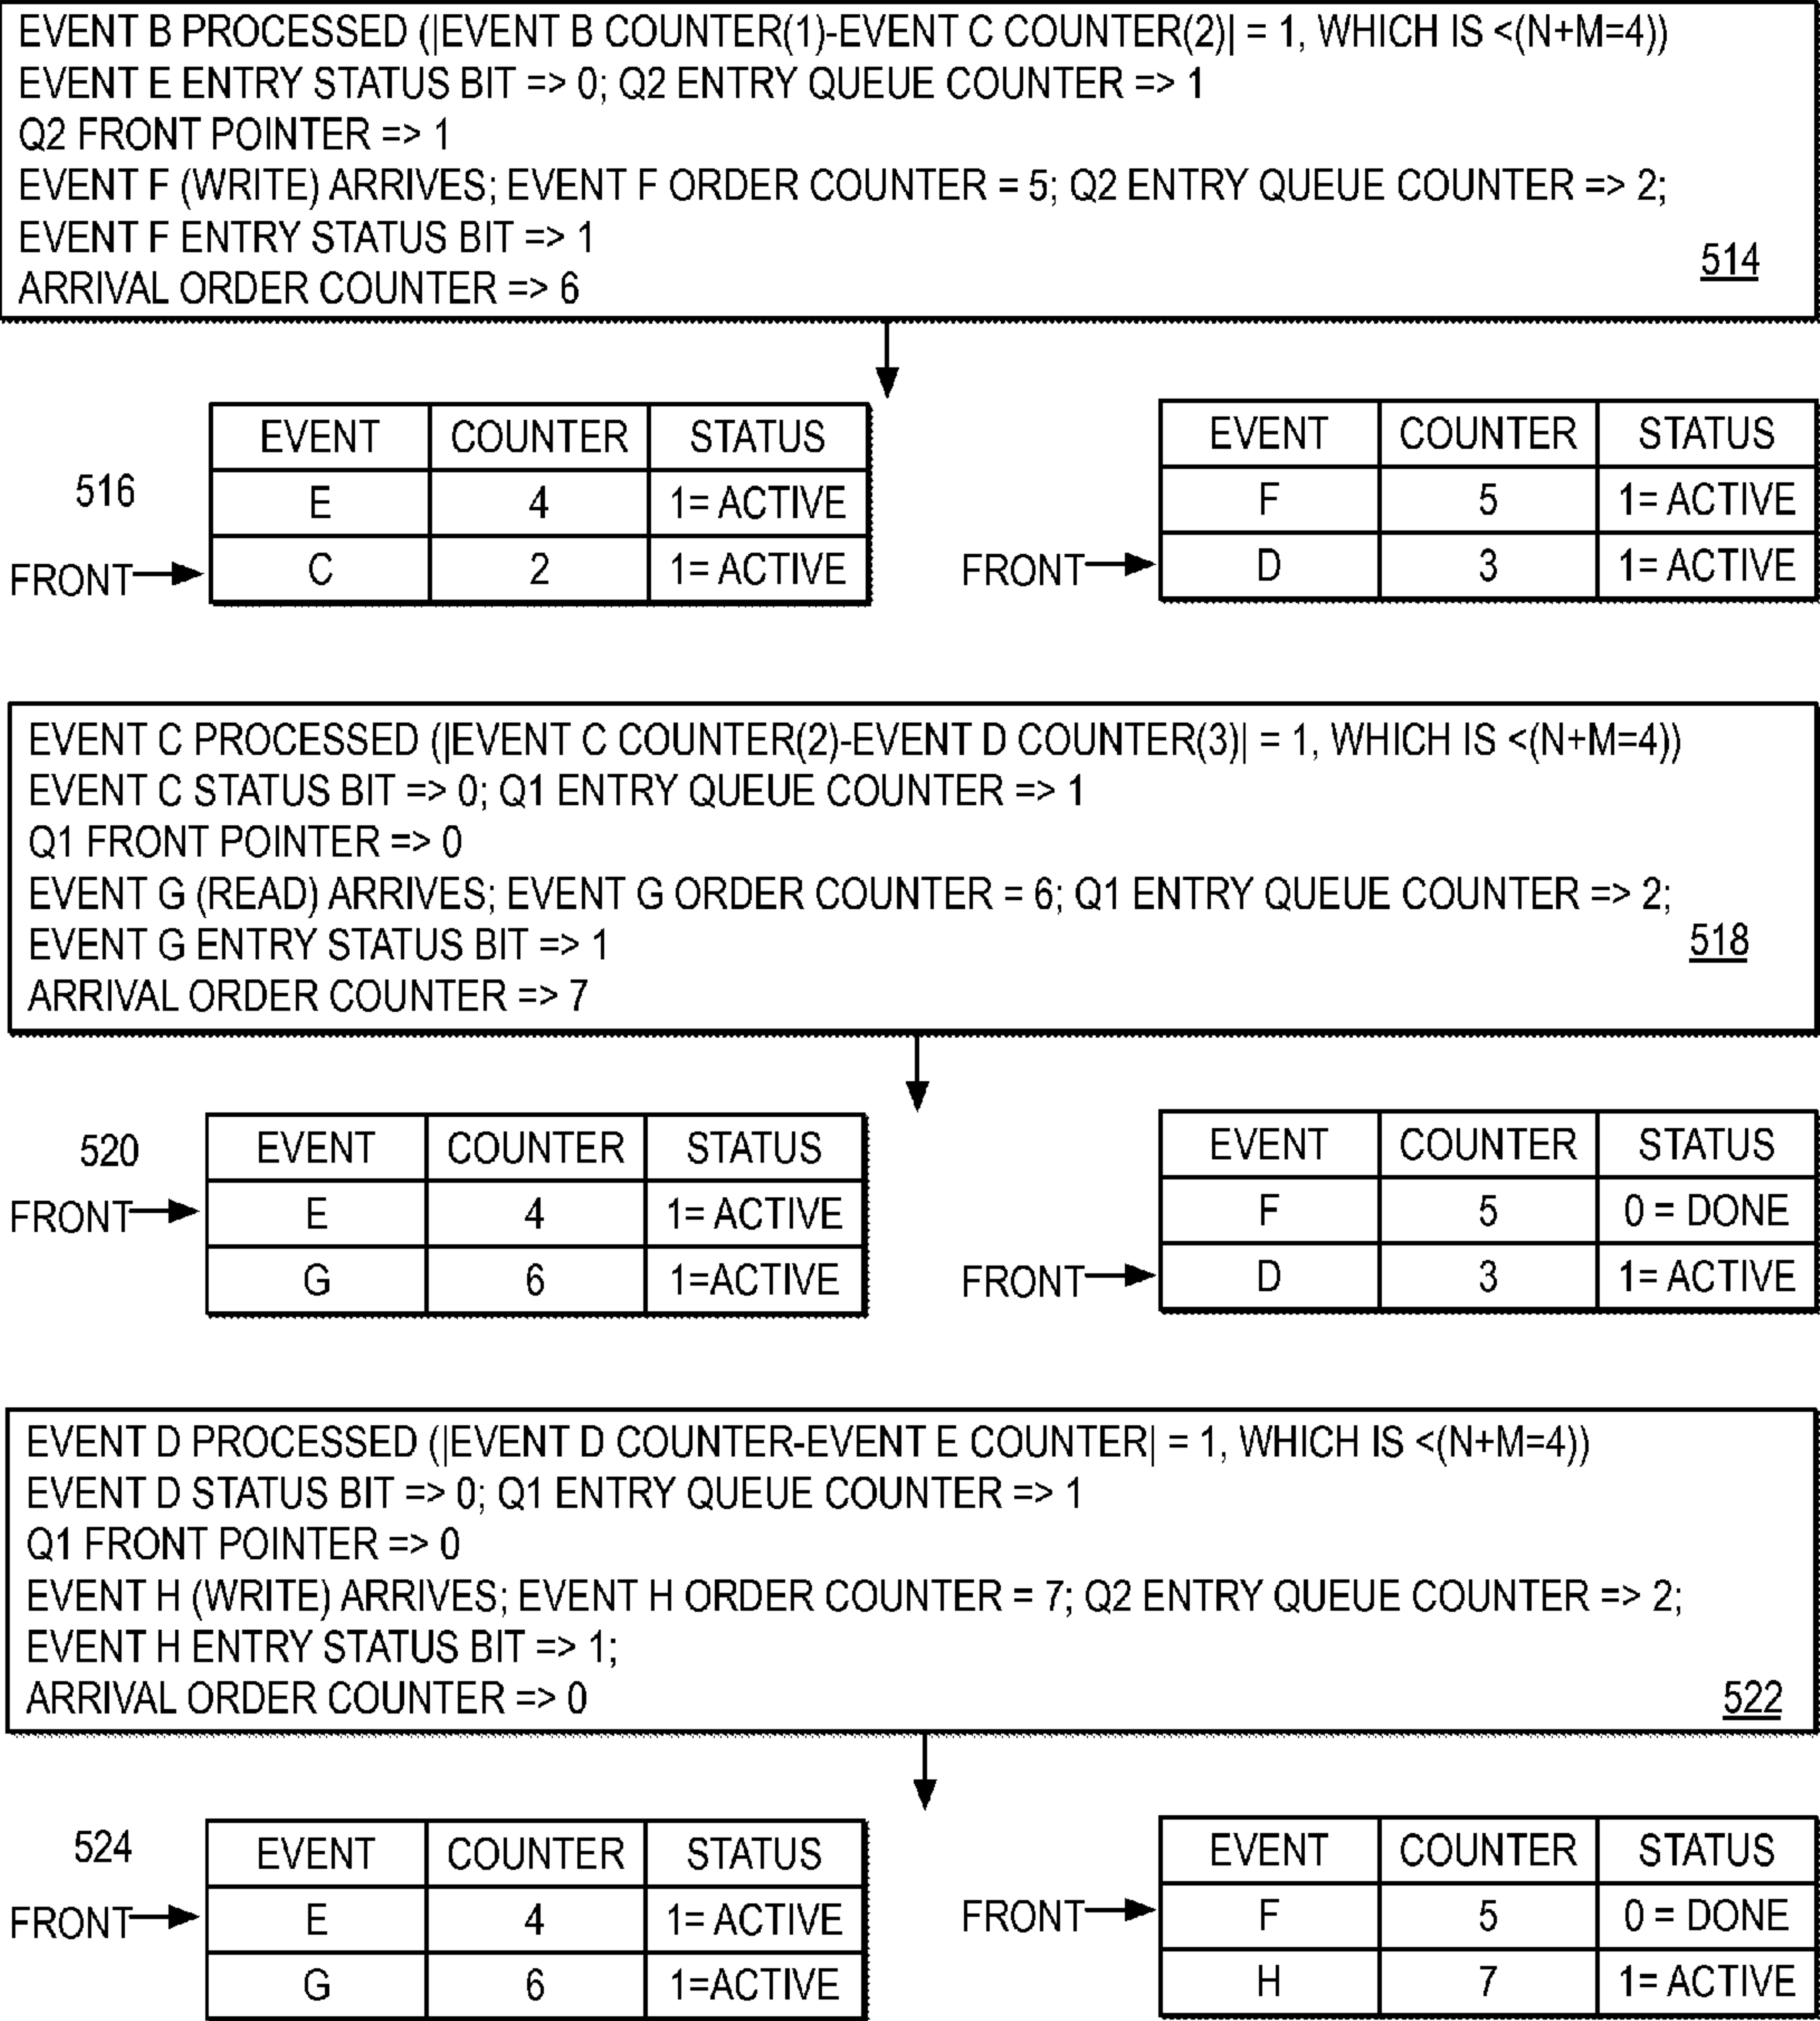 EVENT B PROCESSED (|EVENT B COUNTER(1)-EVENT C COUNTER(2)| = 1, WHICH IS <(N+M=4))
EVENT E ENTRY STATUS BIT => 0; Q2 ENTRY QUEUE COUNTER => 1
Q2 FRONT POINTER => 1
EVENT F (WRITE) ARRIVES; EVENT F ORDER COUNTER = 5; Q2 ENTRY QUEUE COUNTER => 2;
EVENT F ENTRY STATUS BIT => 1
ARRIVAL ORDER COUNTER => 6
514
EVENT COUNTER STATUS EVENT COUNTER STATUS
516 E 4 1= ACTIVE F 5 1= ACTIVE
FRONT C 2 1= ACTIVE FRONT D 3 1= ACTIVE
EVENT C PROCESSED (|EVENT C COUNTER(2)-EVENT D COUNTER(3)| = 1, WHICH IS <(N+M=4))
EVENT C STATUS BIT => 0; Q1 ENTRY QUEUE COUNTER => 1
Q1 FRONT POINTER => 0
EVENT G (READ) ARRIVES; EVENT G ORDER COUNTER = 6; Q1 ENTRY QUEUE COUNTER => 2;
EVENT G ENTRY STATUS BIT => 1
518
ARRIVAL ORDER COUNTER => 7
520 EVENT COUNTER STATUS EVENT COUNTER STATUS
FRONT E 4 1= ACTIVE F 5 0 = DONE
G 6 1=ACTIVE FRONT D 3 1= ACTIVE
EVENT D PROCESSED (|EVENT D COUNTER-EVENT E COUNTER| = 1, WHICH IS <(N+M=4))
EVENT D STATUS BIT => 0; Q1 ENTRY QUEUE COUNTER => 1
Q1 FRONT POINTER => 0
EVENT H (WRITE) ARRIVES; EVENT H ORDER COUNTER = 7; Q2 ENTRY QUEUE COUNTER => 2;
EVENT H ENTRY STATUS BIT => 1;
ARRIVAL ORDER COUNTER => 0
522
524 EVENT COUNTER STATUS EVENT COUNTER STATUS
FRONT E 4 1= ACTIVE FRONT F 5 0 = DONE
G 6 1=ACTIVE H 7 1= ACTIVE